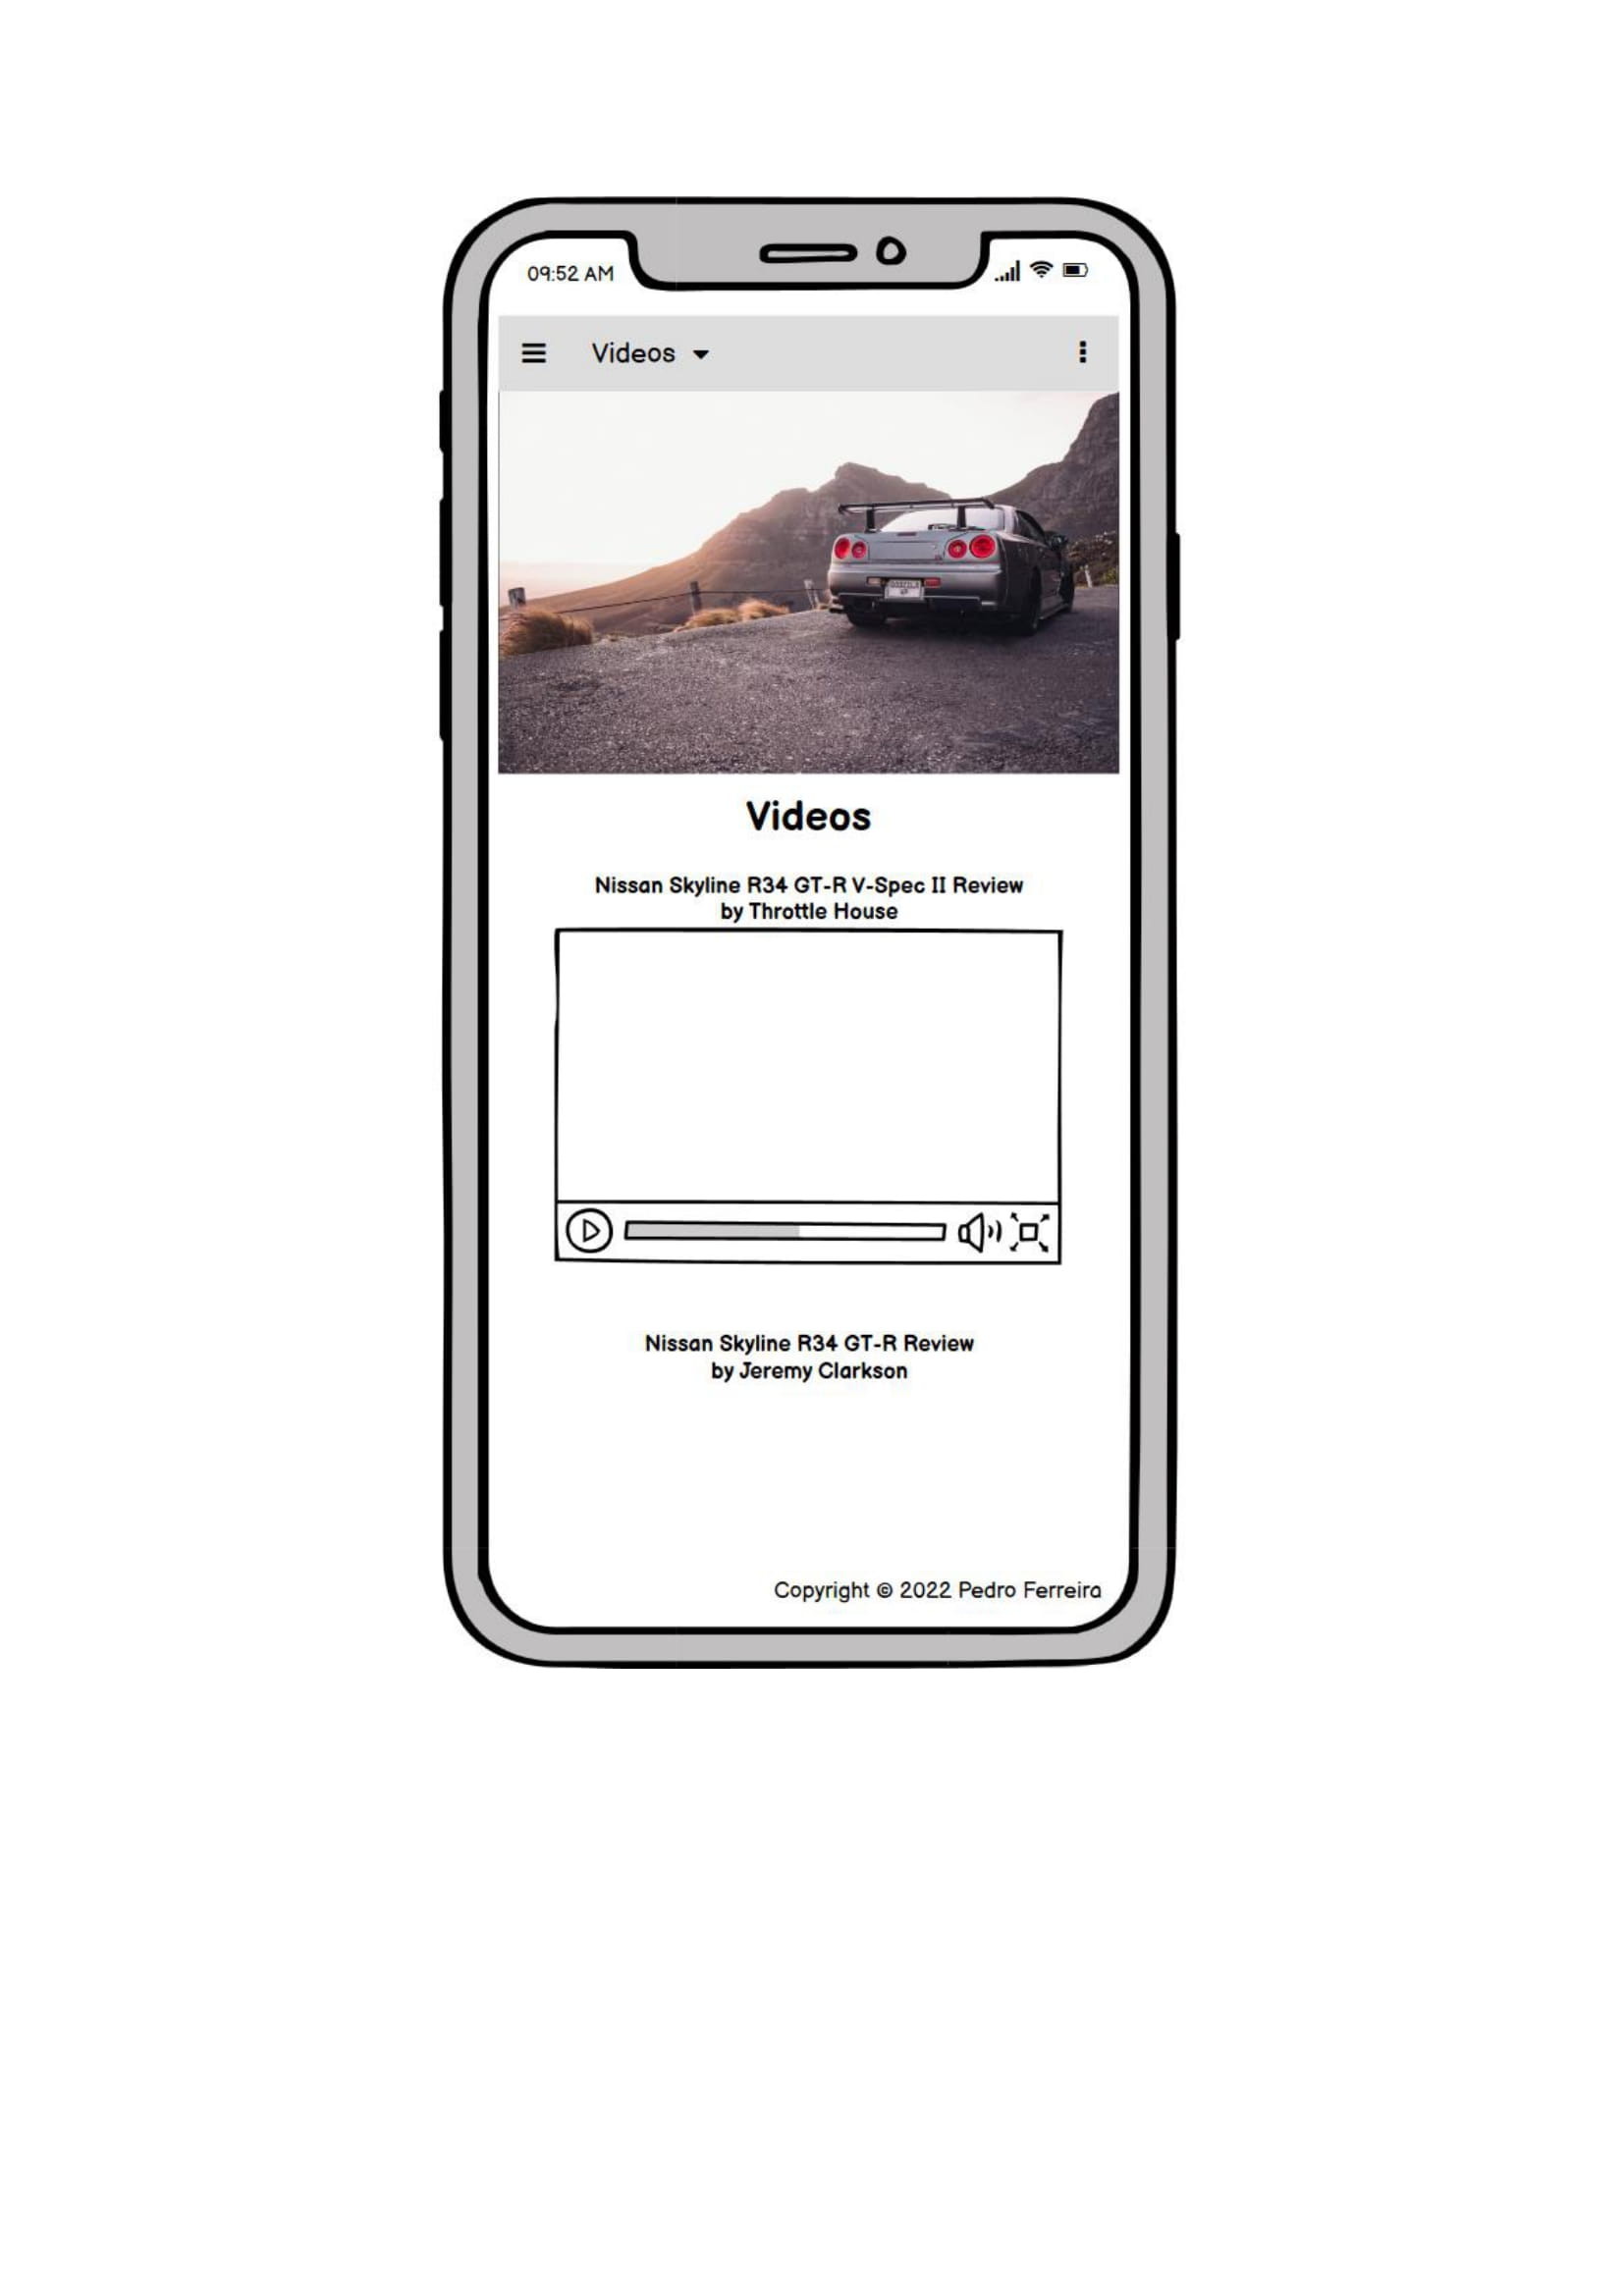 09:52 AM
Videos
Videos
Nissan Skyline R34 GT-R V-Spec II Review
by Throttle House
Nissan Skyline R34 GT-R Review
by Jeremy Clarkson
Copyright © 2022 Pedro Ferreira